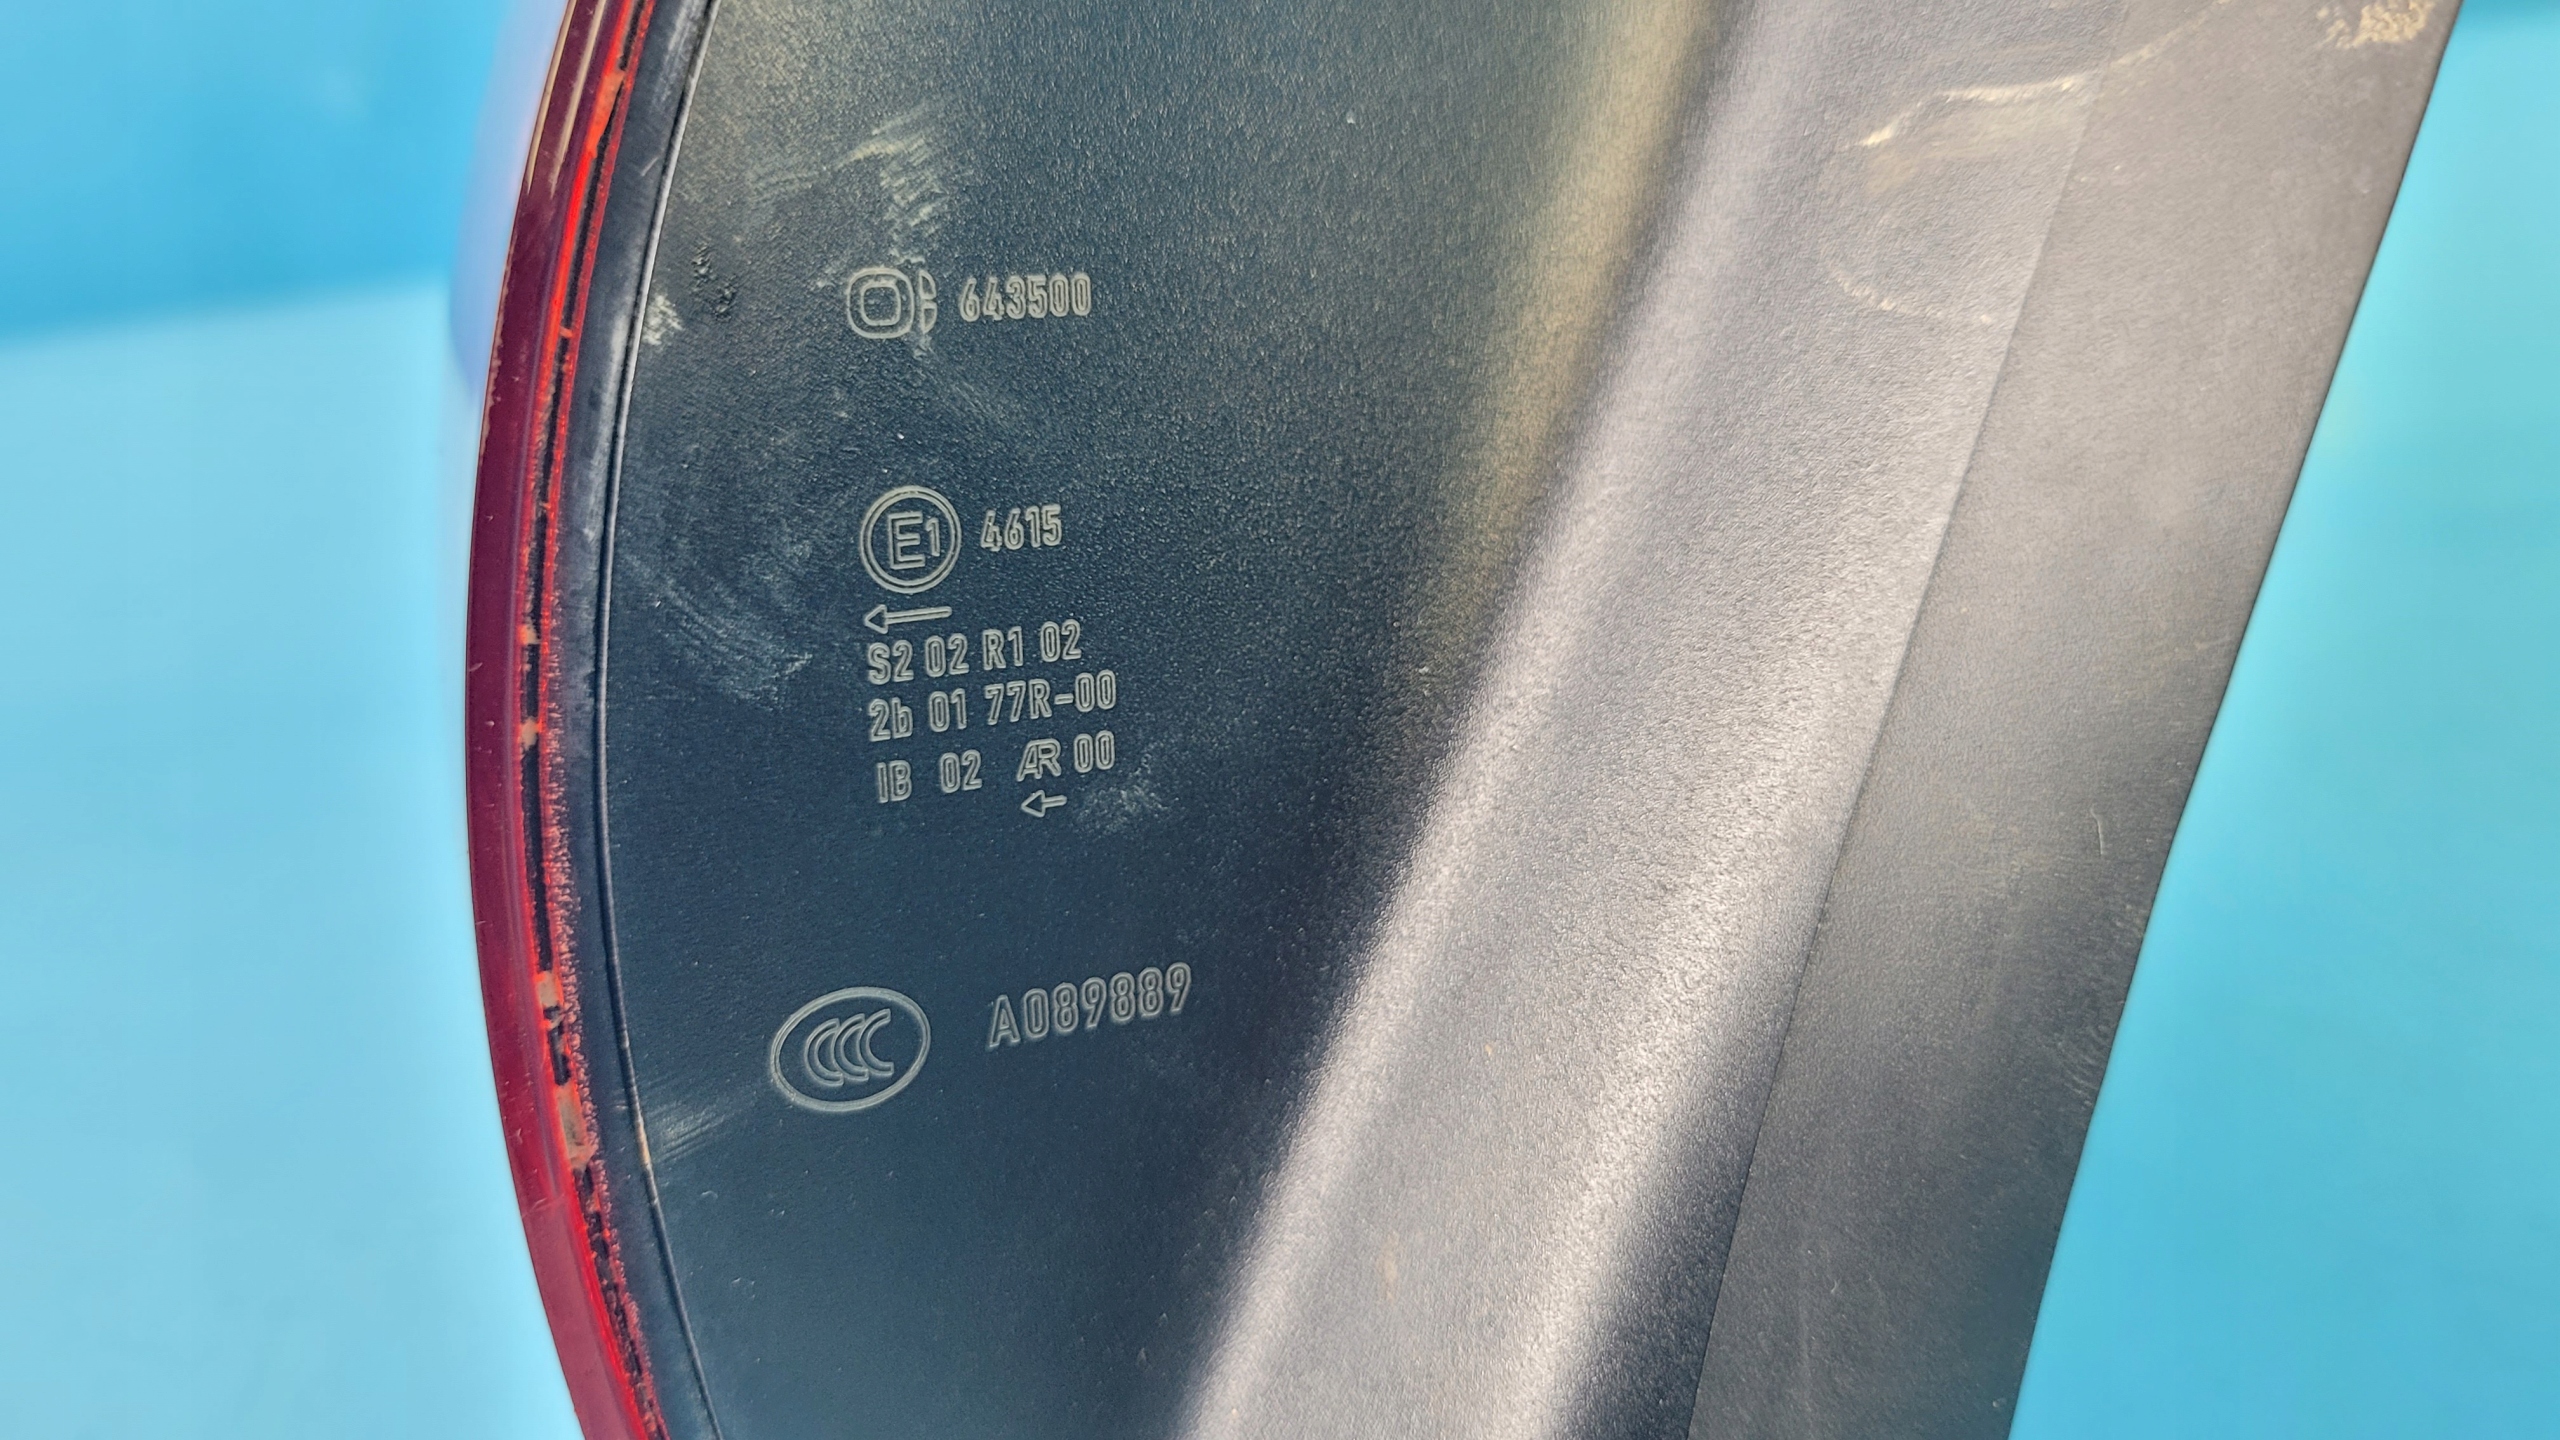 643500
E1 4615
S2 02 R1 02
2b 01 77R-00
IB 02 AR 00
CCC A089889